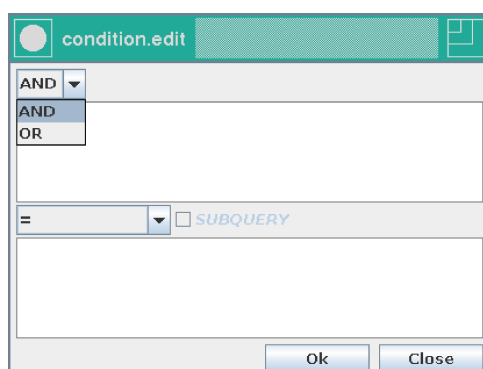 condition.edit
AND
AND
OR
=
SUBQUERY
Ok Close